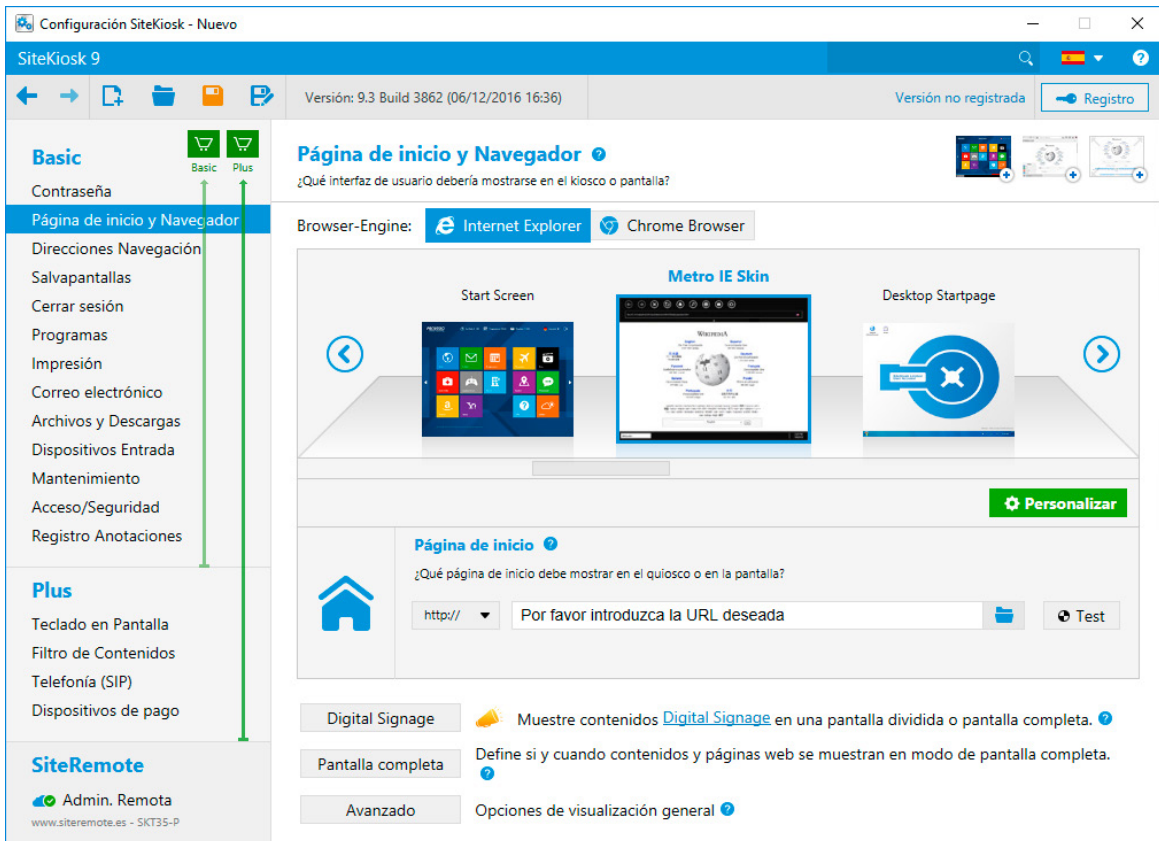 Configuración SiteKiosk - Nuevo
SiteKiosk 9
Versión: 9.3 Build 3862 (06/12/2016 16:36)
Versión no registrada
Registro
Basic
Basic
Plus
Contraseña
Página de inicio y Navegador
Direcciones Navegación
Salvapantallas
Cerrar sesión
Programas
Impresión
Correo electrónico
Archivos y Descargas
Dispositivos Entrada
Mantenimiento
Acceso/Seguridad
Registro Anotaciones
Plus
Teclado en Pantalla
Filtro de Contenidos
Telefonía (SIP)
Dispositivos de pago
SiteRemote
Admin. Remota
www.siteremote.es - SKT35-P
Página de inicio y Navegador
¿Qué interfaz de usuario debería mostrarse en el kiosco o pantalla?
Browser-Engine:
Internet Explorer
Chrome Browser
Start Screen
Metro IE Skin
Desktop Startpage
WIKIPEDIA
Personalizar
Página de inicio
¿Qué página de inicio debe mostrar en el quiosco o en la pantalla?
http://
Por favor introduzca la URL deseada
Test
Digital Signage
Muestre contenidos Digital Signage en una pantalla dividida o pantalla completa.
Pantalla completa
Define si y cuando contenidos y páginas web se muestran en modo de pantalla completa.
Avanzado
Opciones de visualización general